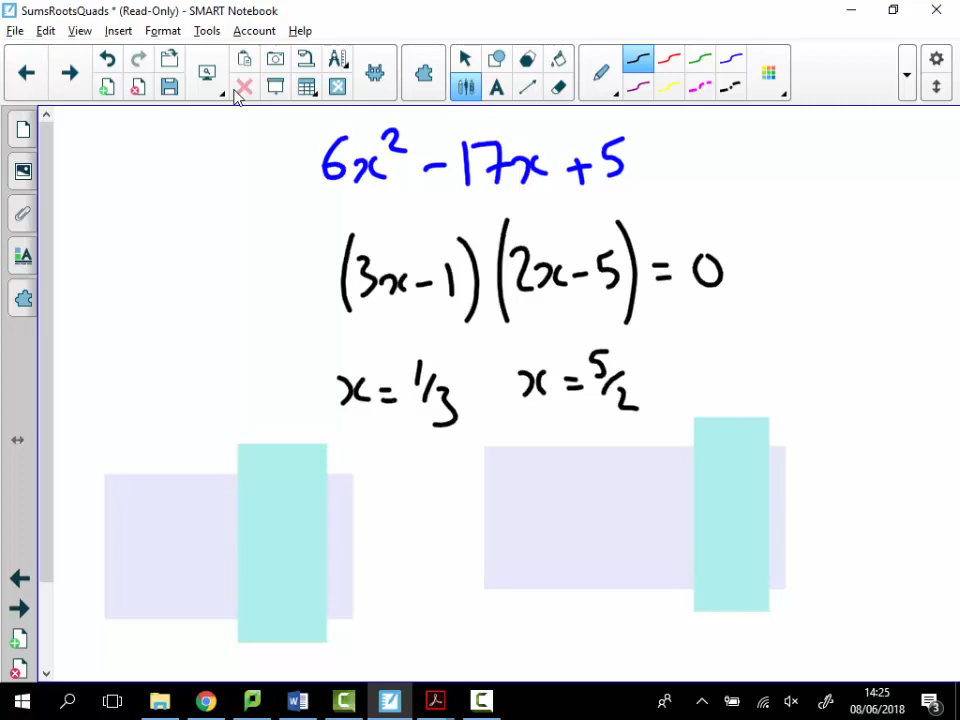 SumsRootsQuads * (Read-Only) - SMART Notebook
File Edit View Insert Format Tools Account Help
6x² - 17x + 5
(3x - 1)(2x - 5) = 0
x = 1/3 x = 5/2
14:25
08/06/2018
3